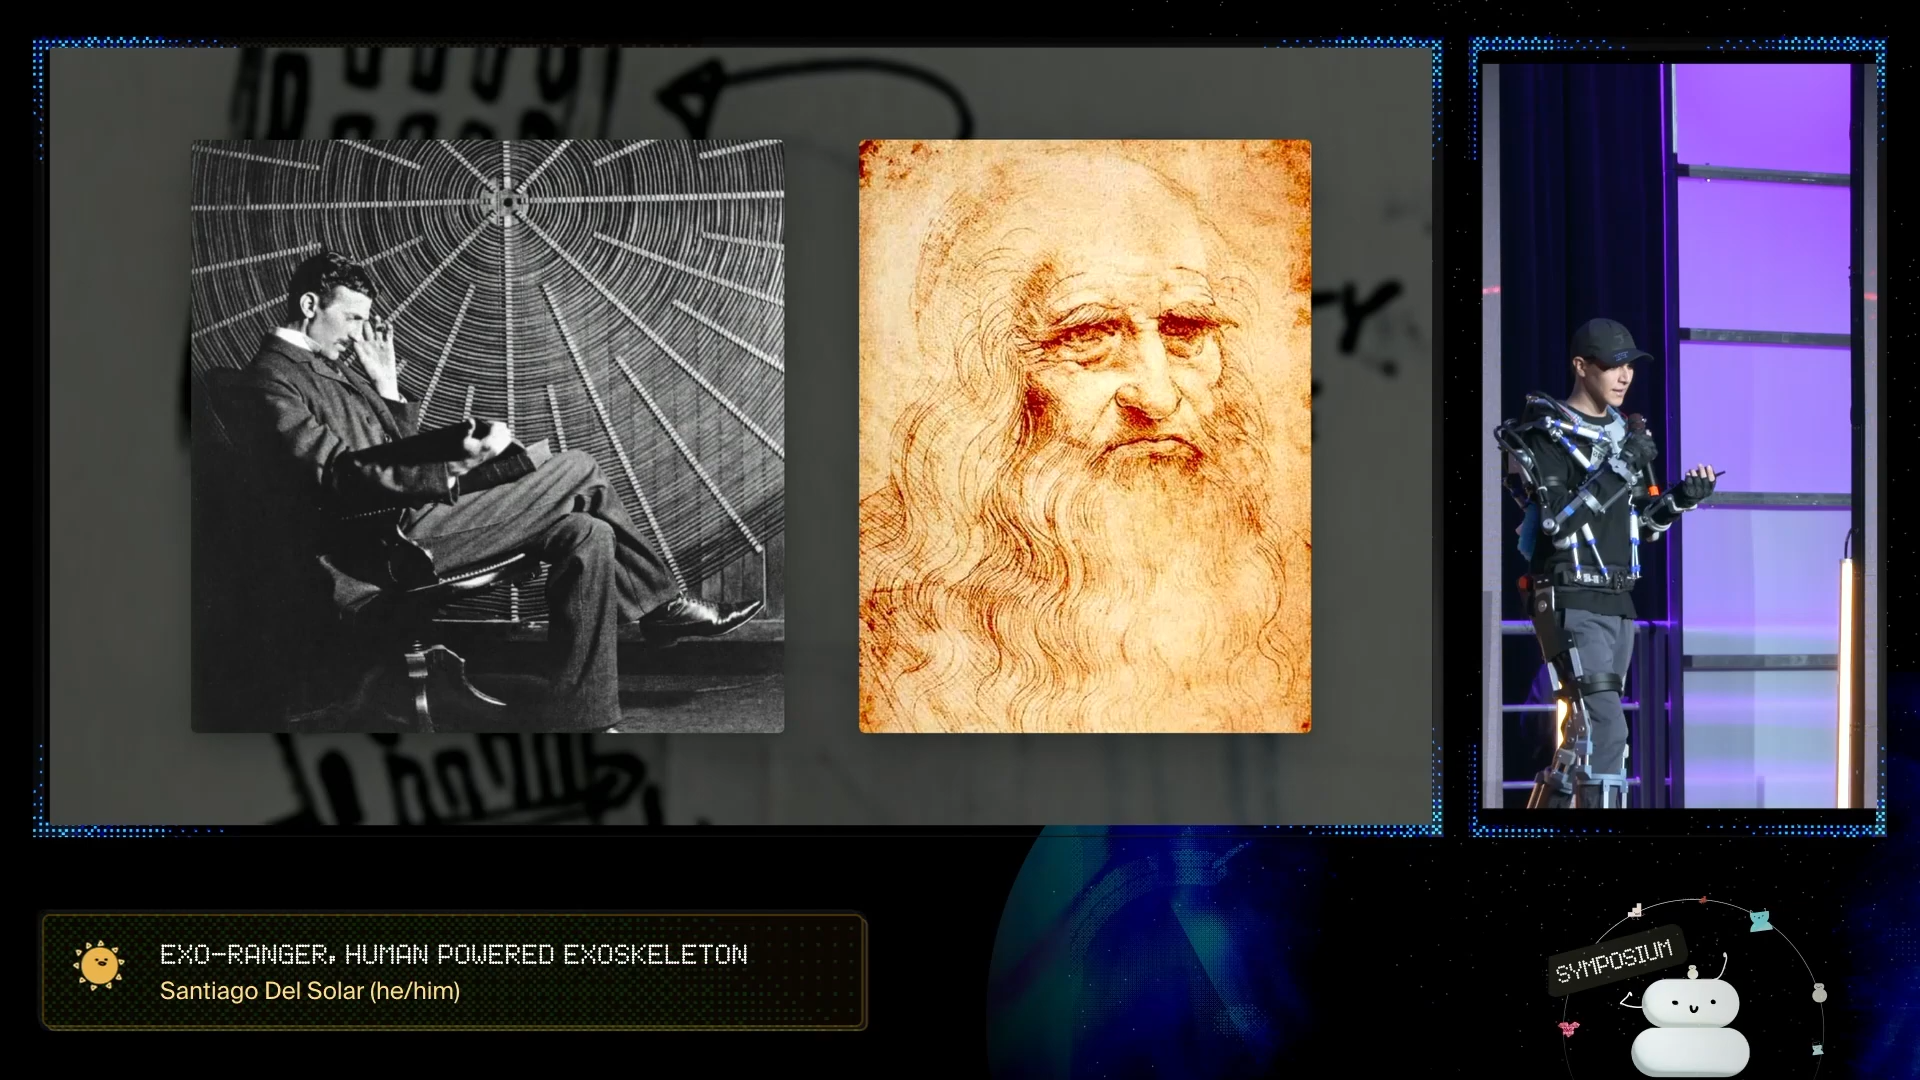 EXO-RANGER, HUMAN POWERED EXOSKELETON
Santiago Del Solar (he/him)
SYMPOSIUM